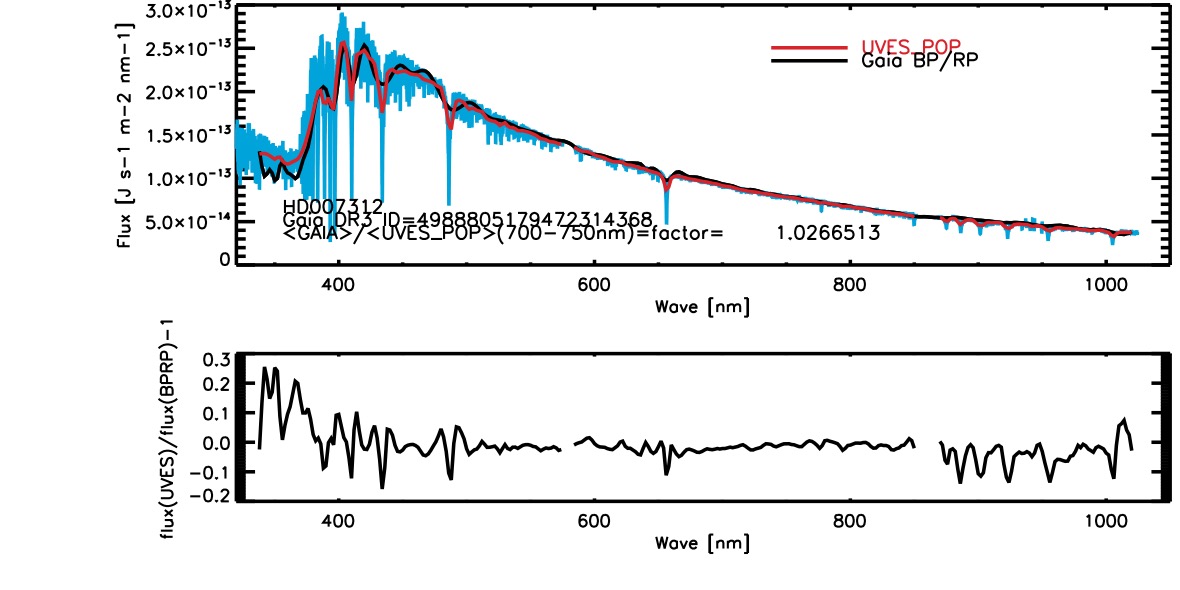 3.0×10⁻¹³
2.5×10⁻¹³
2.0×10⁻¹³
1.5×10⁻¹³
1.0×10⁻¹³
5.0×10⁻¹⁴
0
Flux [J s−1 m−2 nm−1]
UVES_POP
Gaia BP/RP
HD007312
Gaia DR3 ID=4988805179472314368
<GAIA>/<UVES_POP>(700−750nm)=factor= 1.0266513
400 600 800 1000
Wave [nm]
flux(UVES)/flux(BPRP)−1
0.3
0.2
0.1
0.0
−0.1
−0.2
400 600 800 1000
Wave [nm]